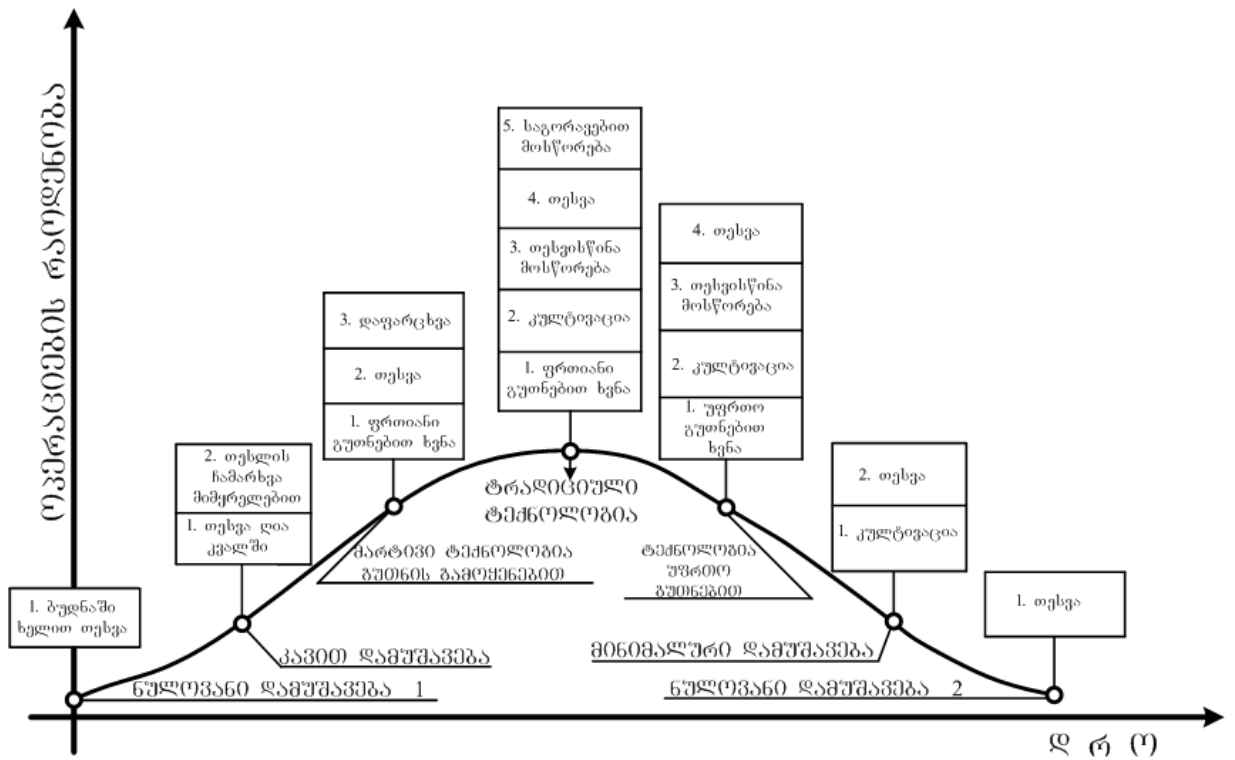 ოპერაციების რაოდენობა
5. საგორავებით
მოსწორება
4. თესვა
3. თესვისწინა
მოსწორება
2. კულტივაცია
1. ფრთიანი
გუთნებით ხვნა
4. თესვა
3. თესვისწინა
მოსწორება
2. კულტივაცია
1. უფრთო
გუთნებით
ხვნა
3. დაფარცხვა
2. თესვა
1. ფრთიანი
გუთნებით ხვნა
2. თესლის
ჩამარხვა
მიმყრელებით
1. თესვა ღია
კვალში
2. თესვა
1. კულტივაცია
1. ბუდნაში
ხელით თესვა
1. თესვა
ტრადიციული
ტექნოლოგია
მარტივი ტექნოლოგია
გუთნის გამოყენებით
ტექნოლოგია
უფრთო
გუთნებით
კავით დამუშავება
მინიმალური დამუშავება
ნულოვანი დამუშავება 1
ნულოვანი დამუშავება 2
დ რ ო